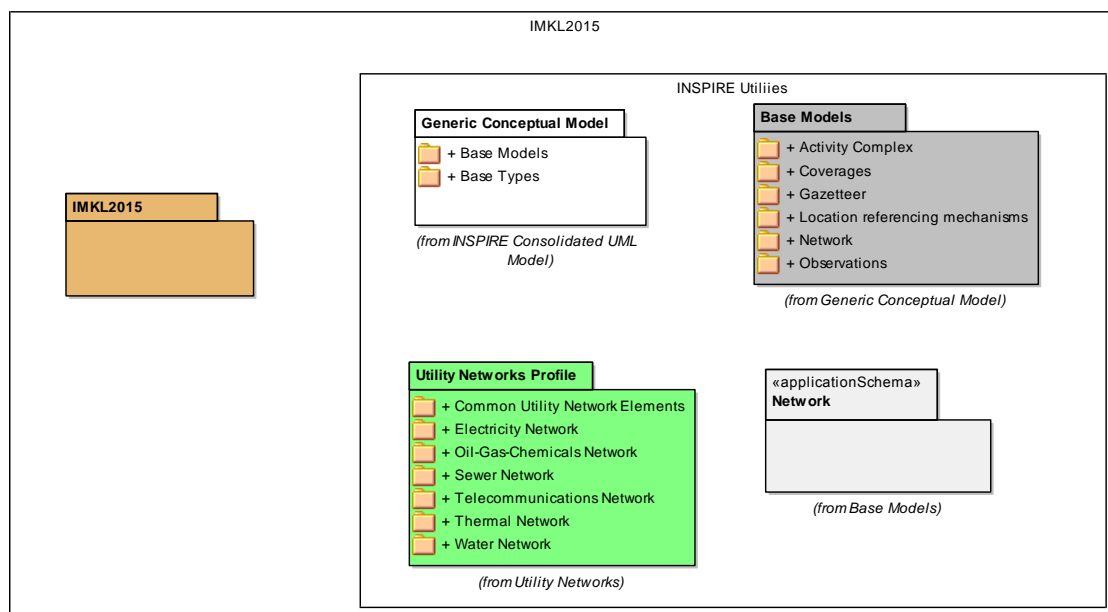 IMKL2015
IMKL2015
INSPIRE Utiliies
Generic Conceptual Model
+ Base Models
+ Base Types
(from INSPIRE Consolidated UML
Model)
Base Models
+ Activity Complex
+ Coverages
+ Gazetteer
+ Location referencing mechanisms
+ Network
+ Observations
(from Generic Conceptual Model)
Utility Networks Profile
+ Common Utility Network Elements
+ Electricity Network
+ Oil-Gas-Chemicals Network
+ Sewer Network
+ Telecommunications Network
+ Thermal Network
+ Water Network
(from Utility Networks)
«applicationSchema»
Network
(from Base Models)